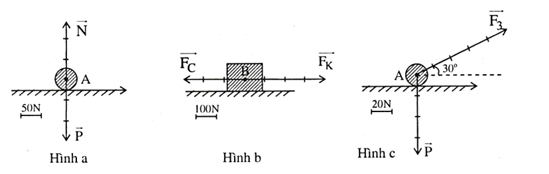 N
A
50N
P
Hình a
F_C
B
F_K
100N
Hình b
F_3
A
30°
20N
P
Hình c